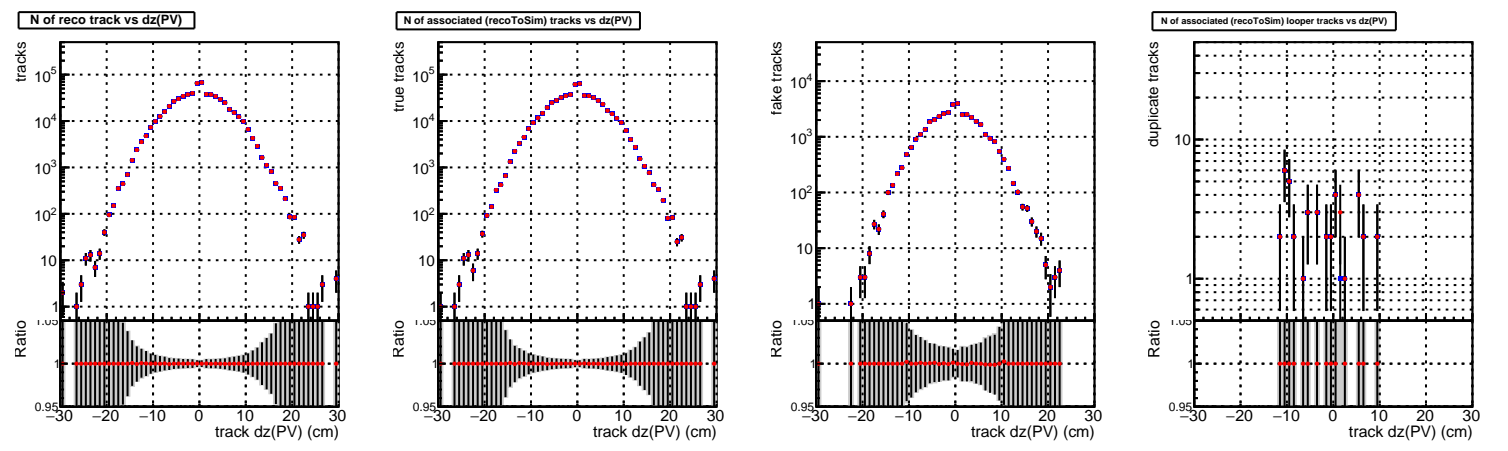 N of reco track vs dz(PV)
tracks
10^5
10^4
10^3
10^2
10
1
Ratio
1.05
1
0.95
−30 −20 −10 0 10 20 30
track dz(PV) (cm)
N of associated (recoToSim) tracks vs dz(PV)
true tracks
10^5
10^4
10^3
10^2
10
1
Ratio
1.05
1
0.95
−30 −20 −10 0 10 20 30
track dz(PV) (cm)
fake tracks
10^4
10^3
10^2
10
1
Ratio
1.05
1
0.95
−30 −20 −10 0 10 20 30
track dz(PV) (cm)
N of associated (recoToSim) looper tracks vs dz(PV)
duplicate tracks
10
1
Ratio
1.05
1
0.95
−30 −20 −10 0 10 20 30
track dz(PV) (cm)